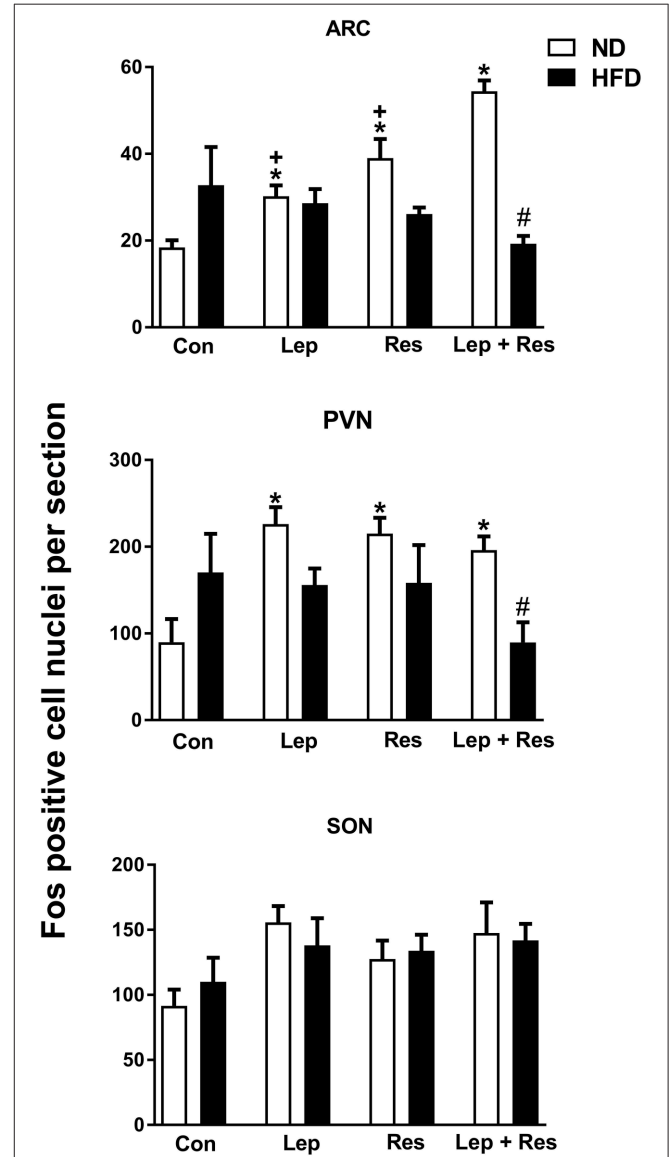 ARC
ND
HFD
60
40
20
0
+
*
+
*
*
#
Con Lep Res Lep + Res
Fos positive cell nuclei per section
PVN
300
200
100
0
*
*
*
#
Con Lep Res Lep + Res
SON
200
150
100
50
0
Con Lep Res Lep + Res